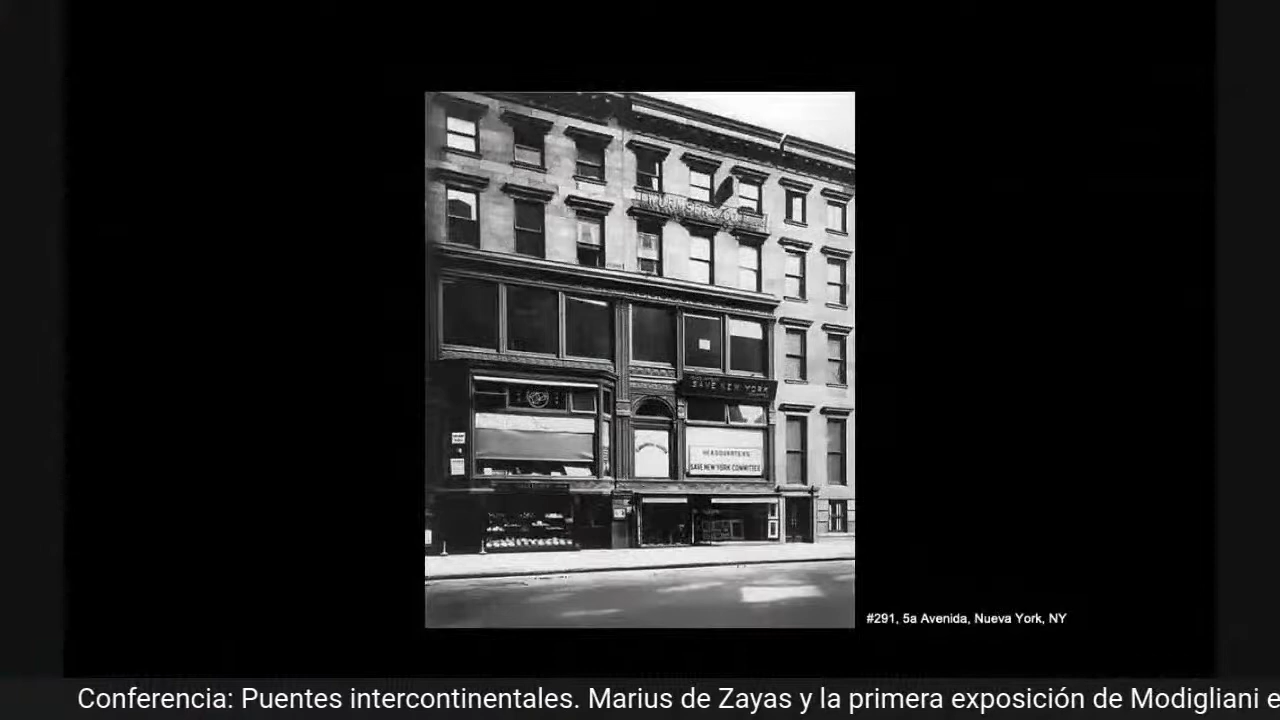 SAVE NEW YORK
HEADQUARTERS
SAVE NEW YORK COMMITTEE
#291, 5a Avenida, Nueva York, NY
Conferencia: Puentes intercontinentales. Marius de Zayas y la primera exposición de Modigliani e